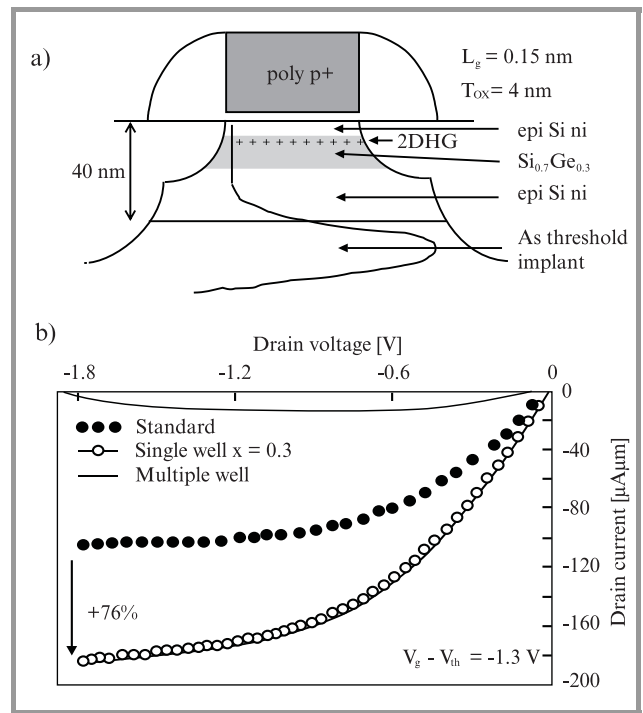 a)
poly p+
L_g = 0.15 nm
T_OX = 4 nm
epi Si ni
+ + + + + + + + + +
2DHG
Si_0.7Ge_0.3
40 nm
epi Si ni
As threshold
implant
b)
Drain voltage [V]
-1.8 -1.2 -0.6 0
0
Standard
Single well x = 0.3
Multiple well
-40
-80
-120
-160
-200
Drain current [µAµm]
+76%
V_g - V_th = -1.3 V